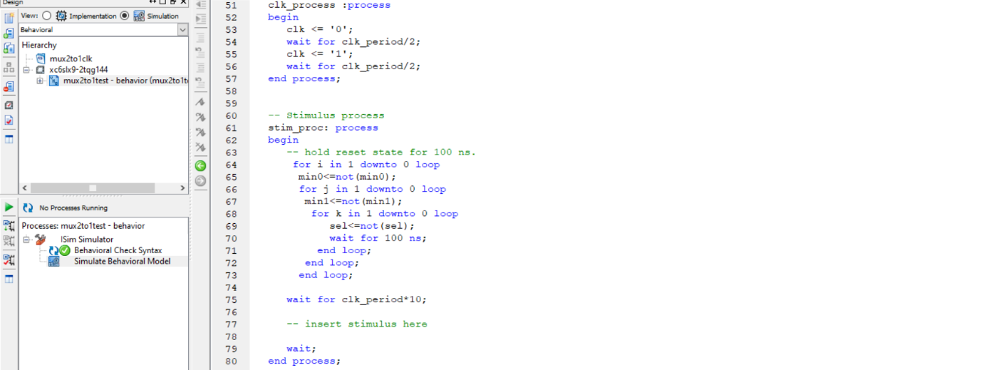 Design
View: Implementation Simulation
Behavioral
Hierarchy
mux2to1clk
xc6slx9-2tqg144
mux2to1test - behavior (mux2to1t
No Processes Running
Processes: mux2to1test - behavior
ISim Simulator
Behavioral Check Syntax
Simulate Behavioral Model
51 clk_process :process
52 begin
53 clk <= '0';
54 wait for clk_period/2;
55 clk <= '1';
56 wait for clk_period/2;
57 end process;
58
59
60 -- Stimulus process
61 stim_proc: process
62 begin
63 -- hold reset state for 100 ns.
64 for i in 1 downto 0 loop
65 min0<=not(min0);
66 for j in 1 downto 0 loop
67 min1<=not(min1);
68 for k in 1 downto 0 loop
69 sel<=not(sel);
70 wait for 100 ns;
71 end loop;
72 end loop;
73 end loop;
74
75 wait for clk_period*10;
76
77 -- insert stimulus here
78
79 wait;
80 end process;